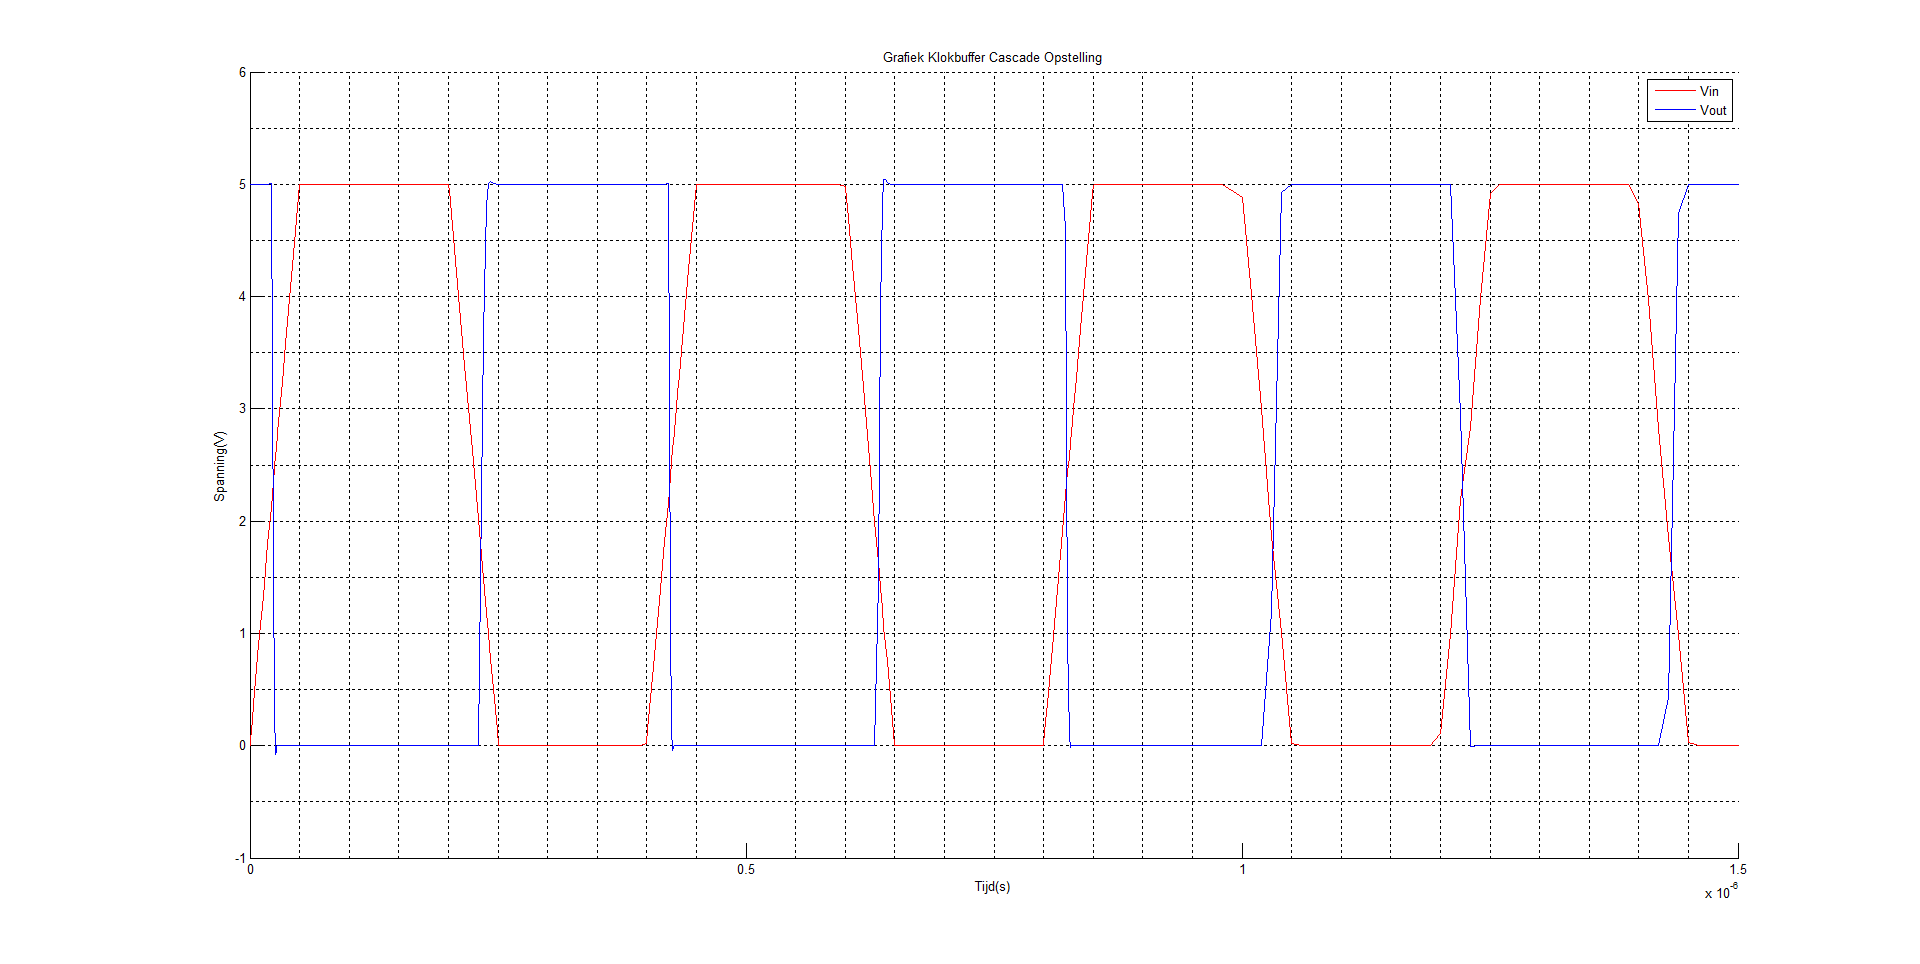 Grafiek Klokbuffer Cascade Opstelling
6
Vin
Vout
5
4
3
Spanning(V)
2
1
0
-1
0 0.5 1 1.5
Tijd(s)
x 10^-6